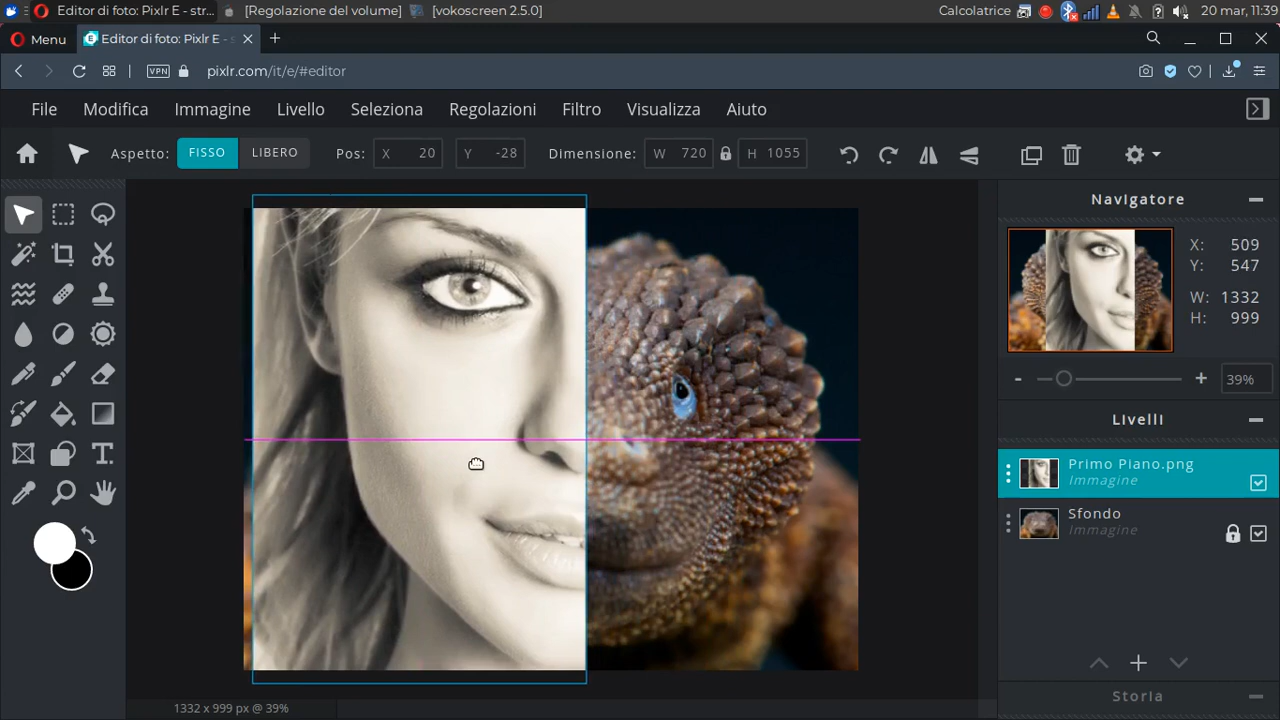 Editor di foto: Pixlr E - str... [Regolazione del volume] [vokoscreen 2.5.0] Calcolatrice 20 mar, 11:39
Menu Editor di foto: Pixlr E -
VPN pixlr.com/it/e/#editor
File Modifica Immagine Livello Seleziona Regolazioni Filtro Visualizza Aiuto
Aspetto: FISSO LIBERO Pos: X 20 Y -28 Dimensione: W 720 H 1055
Navigatore
X: 509
Y: 547
W: 1332
H: 999
- + 39%
Livelli
Primo Piano.png
Immagine
Sfondo
Immagine
Storia
1332 x 999 px @ 39%